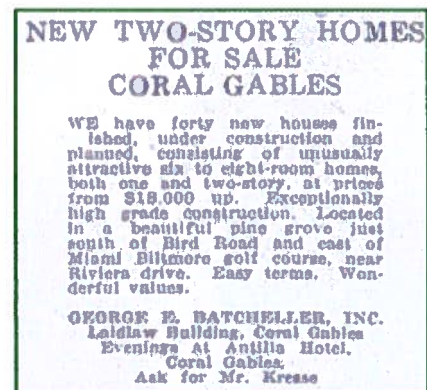 NEW TWO-STORY HOMES
FOR SALE
CORAL GABLES
WE have forty new houses fin-
ished, under construction and
planned, consisting of unusually
attractive six to eight-room homes,
both one and two-story, at prices
from $18,000 up. Exceptionally
high grade construction. Located
in a beautiful pine grove just
south of Bird Road and east of
Miami Biltmore golf course, near
Riviera drive. Easy terms. Won-
derful values.
GEORGE E. BATCHELLER, INC.
Laidlaw Building, Coral Gables
Evenings At Antilla Hotel,
Coral Gables
Ask for Mr. Kresse